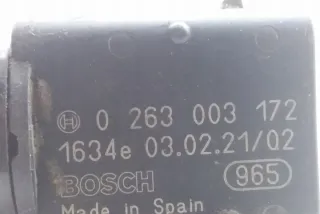 0 263 003 172
1634e 03.02.21/02
BOSCH 965
Made in Spain